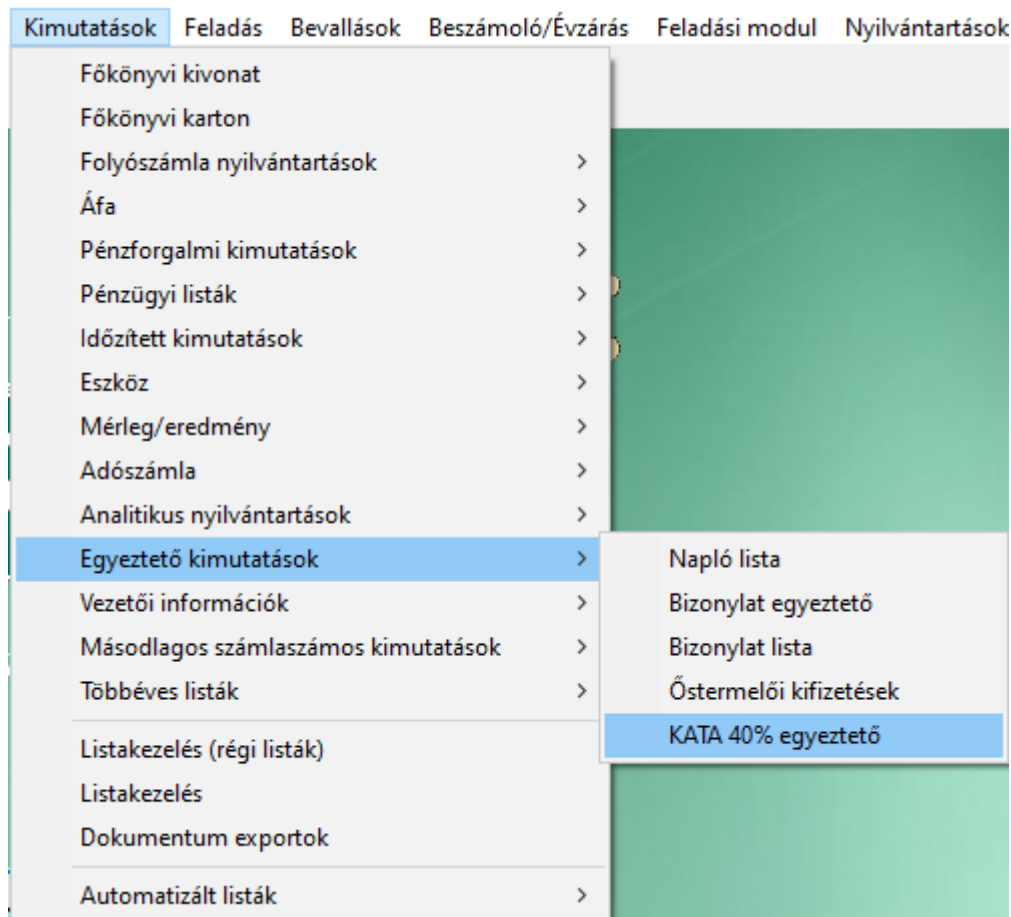 Kimutatások Feladás Bevallások Beszámoló/Évzárás Feladási modul Nyilvántartások
Főkönyvi kivonat
Főkönyvi karton
Folyószámla nyilvántartások
Áfa
Pénzforgalmi kimutatások
Pénzügyi listák
Időzített kimutatások
Eszköz
Mérleg/eredmény
Adószámla
Analitikus nyilvántartások
Egyeztető kimutatások
Vezetői információk
Másodlagos számlaszámos kimutatások
Többéves listák
Listakezelés (régi listák)
Listakezelés
Dokumentum exportok
Automatizált listák
Napló lista
Bizonylat egyeztető
Bizonylat lista
Őstermelői kifizetések
KATA 40% egyeztető